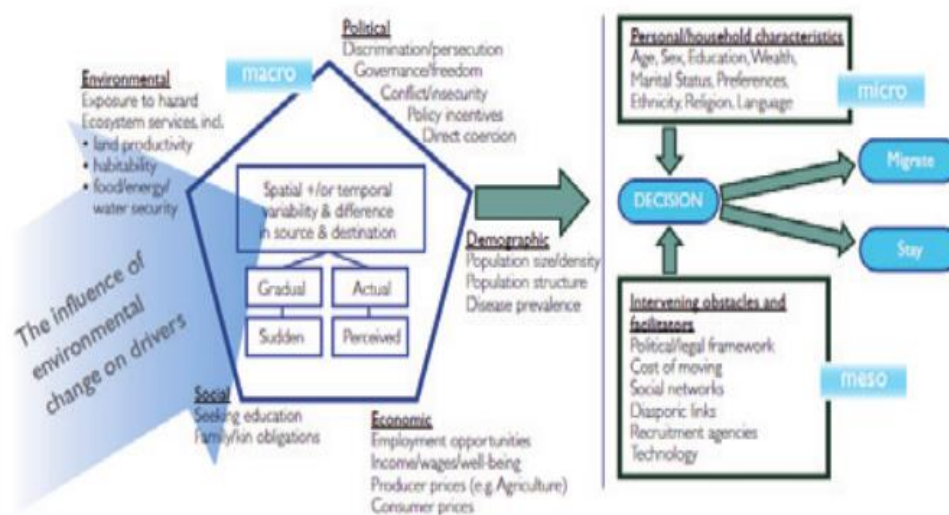 Political
Discrimination/persecution
Governance/freedom
Conflict/insecurity
Policy incentives
Direct coersion
macro
Environmental
Exposure to hazard
Ecosystem services, incl.
• land productivity
• habitability
• food/energy/
water security
Spatial +/or temporal
variability & difference
in source & destination
Gradual
Actual
Sudden
Perceived
The influence of
environmental
change on drivers
Demographic
Population size/density
Population structure
Disease prevalence
Social
Seeking education
Family/kin obligations
Economic
Employment opportunities
Income/wages/well-being
Producer prices (e.g. Agriculture)
Consumer prices
Personal/household characteristics
Age, Sex, Education, Wealth,
Marital Status, Preferences,
Ethnicity, Religion, Language
micro
DECISION
Migrate
Stay
Intervening obstacles and
facilitators
Political/legal framework
Cost of moving
Social networks
Diasporic links
Recruitment agencies
Technology
meso